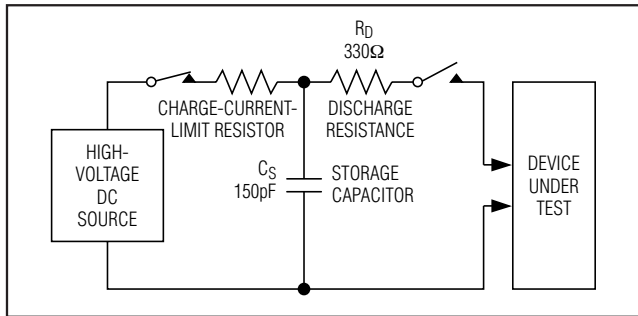 R_D
330Ω
CHARGE-CURRENT-
LIMIT RESISTOR
DISCHARGE
RESISTANCE
HIGH-
VOLTAGE
DC
SOURCE
C_S
150pF
STORAGE
CAPACITOR
DEVICE
UNDER
TEST